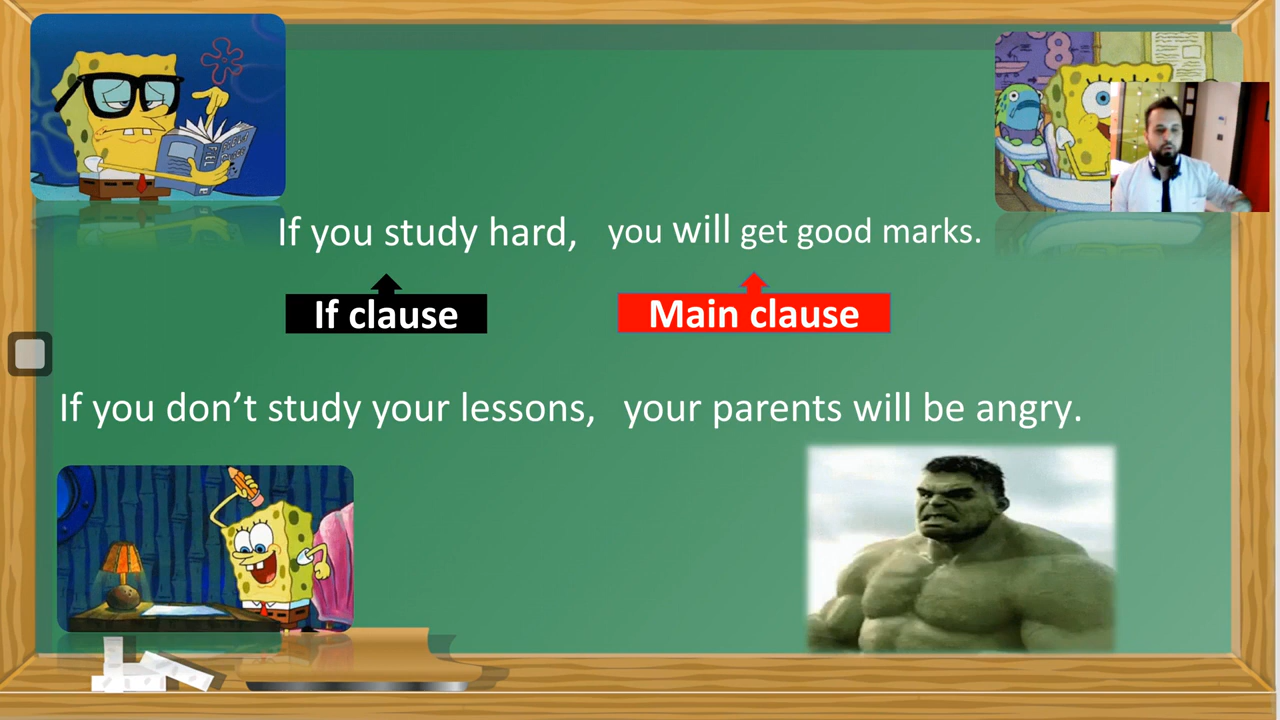 If you study hard, you will get good marks.
If clause Main clause
If you don’t study your lessons, your parents will be angry.